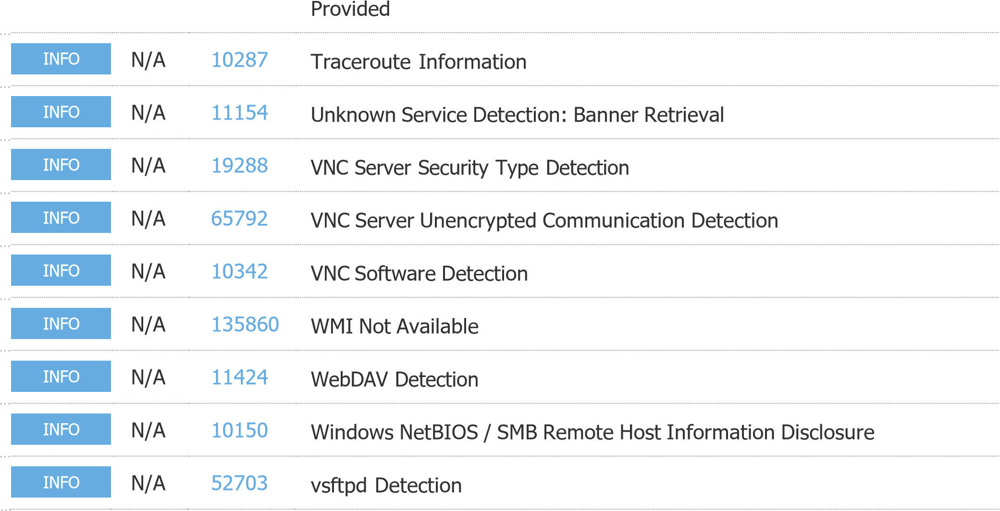 Provided
INFO N/A 10287 Traceroute Information
INFO N/A 11154 Unknown Service Detection: Banner Retrieval
INFO N/A 19288 VNC Server Security Type Detection
INFO N/A 65792 VNC Server Unencrypted Communication Detection
INFO N/A 10342 VNC Software Detection
INFO N/A 135860 WMI Not Available
INFO N/A 11424 WebDAV Detection
INFO N/A 10150 Windows NetBIOS / SMB Remote Host Information Disclosure
INFO N/A 52703 vsftpd Detection